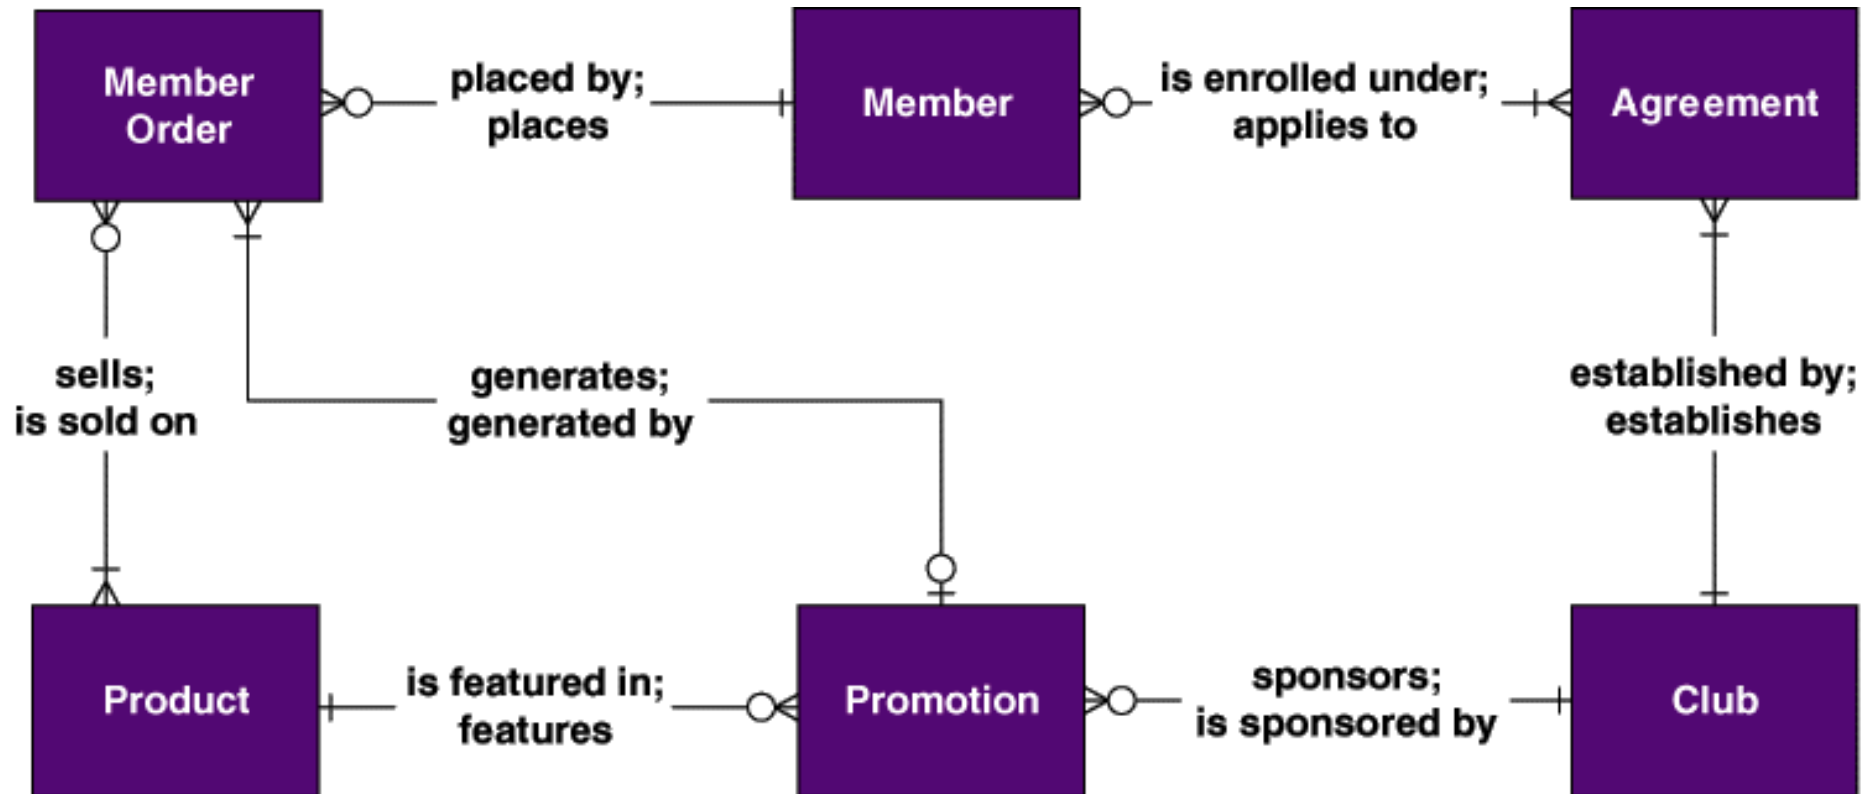 Member
Order
placed by;
places
Member
is enrolled under;
applies to
Agreement
sells;
is sold on
generates;
generated by
established by;
establishes
Product
is featured in;
features
Promotion
sponsors;
is sponsored by
Club